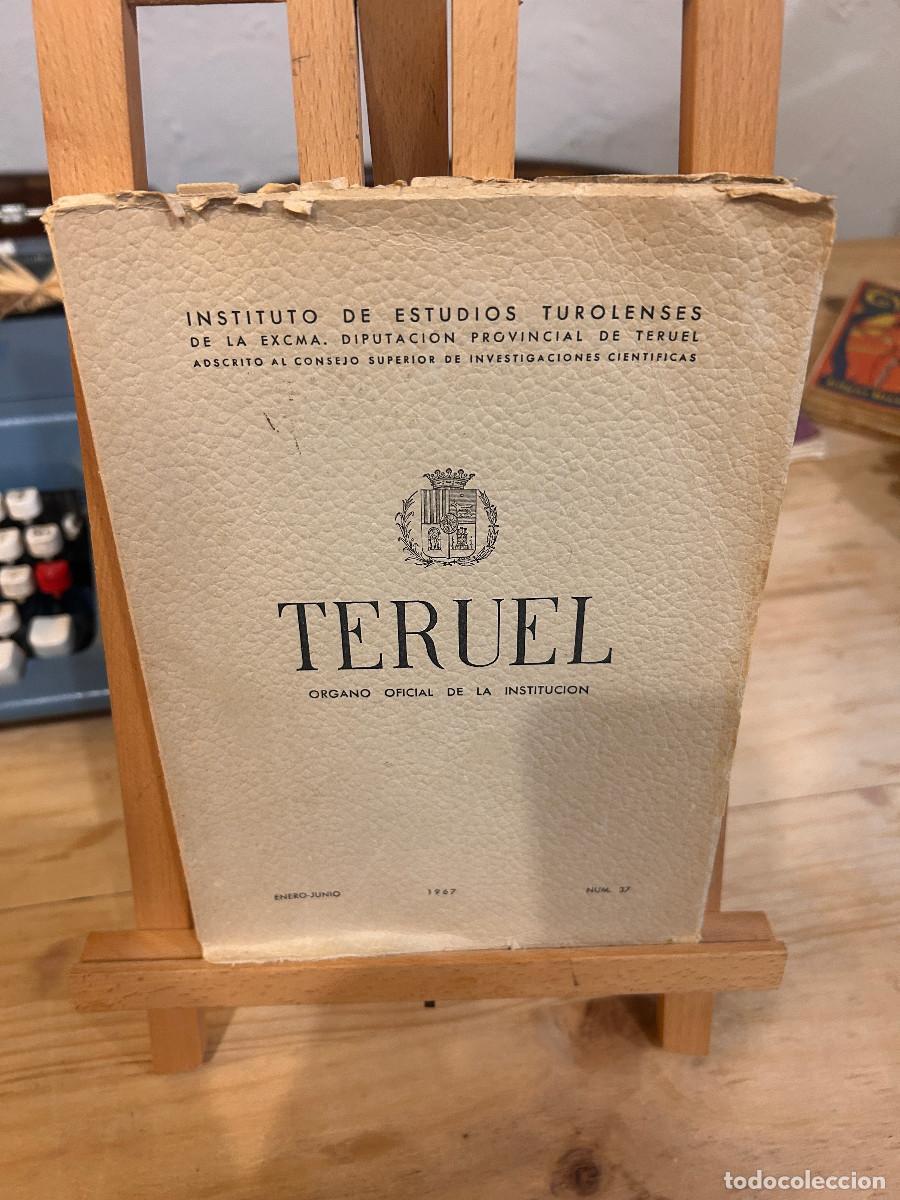 INSTITUTO DE ESTUDIOS TUROLENSES
DE LA EXCMA. DIPUTACION PROVINCIAL DE TERUEL
ADSCRITO AL CONSEJO SUPERIOR DE INVESTIGACIONES CIENTIFICAS
TERUEL
ORGANO OFICIAL DE LA INSTITUCION
ENERO-JUNIO 1967 NUM. 37
todocoleccion